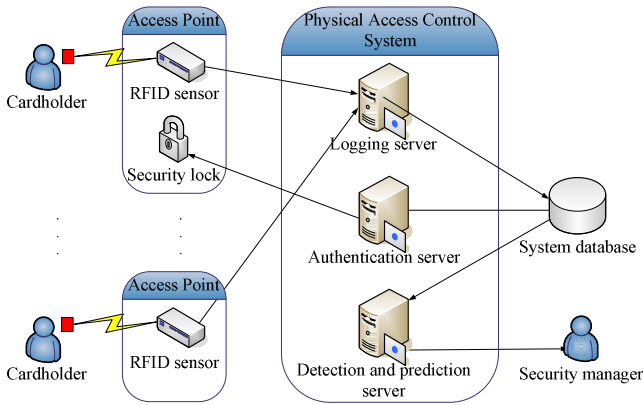 Access Point
Physical Access Control
System
Cardholder
RFID sensor
Logging server
Security lock
System database
Authentication server
Access Point
Cardholder
RFID sensor
Detection and prediction
server
Security manager